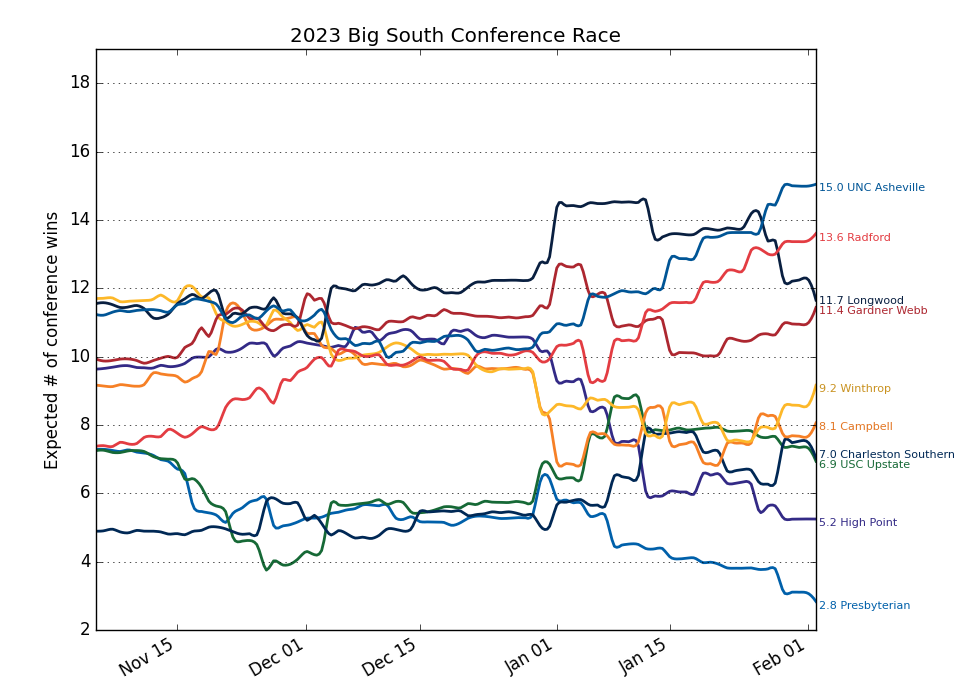 2023 Big South Conference Race
Expected # of conference wins
18
16
14
12
10
8
6
4
2
15.0 UNC Asheville
13.6 Radford
11.7 Longwood
11.4 Gardner Webb
9.2 Winthrop
8.1 Campbell
7.0 Charleston Southern
6.9 USC Upstate
5.2 High Point
2.8 Presbyterian
Nov 15
Dec 01
Dec 15
Jan 01
Jan 15
Feb 01